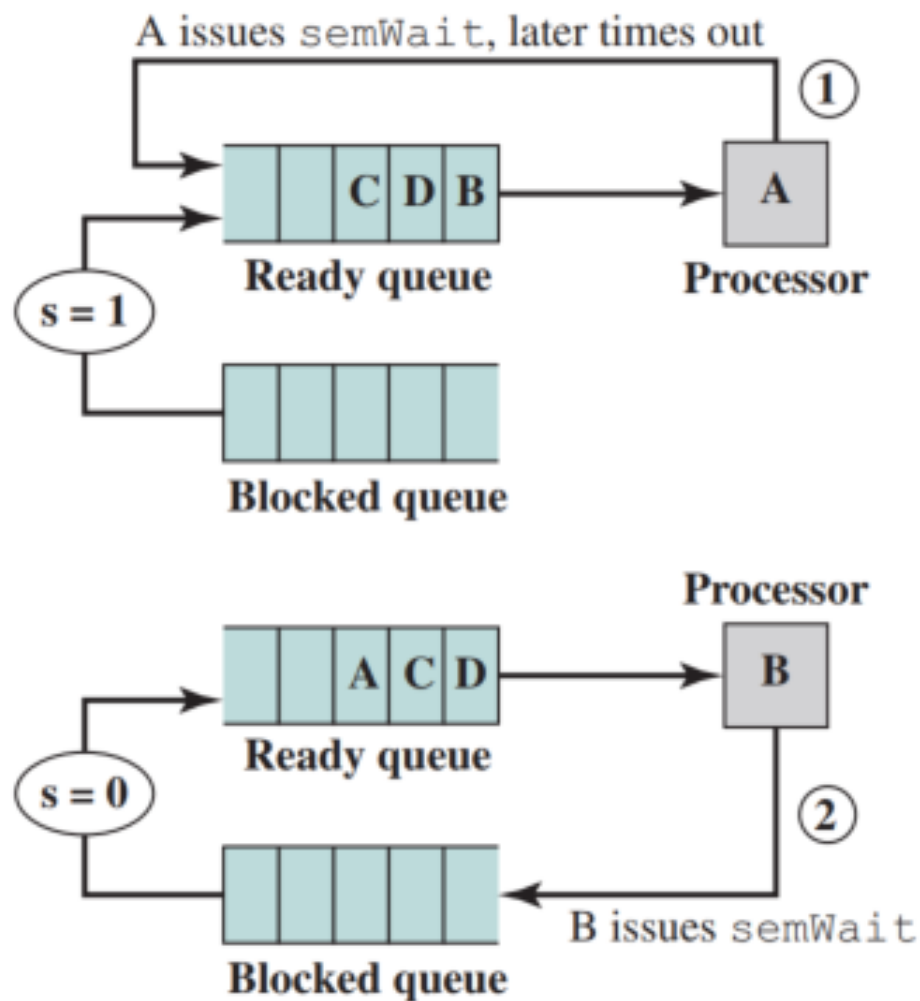 A issues semWait, later times out
1
C D B
A
Ready queue
Processor
s = 1
Blocked queue
Processor
A C D
B
Ready queue
s = 0
2
B issues semWait
Blocked queue